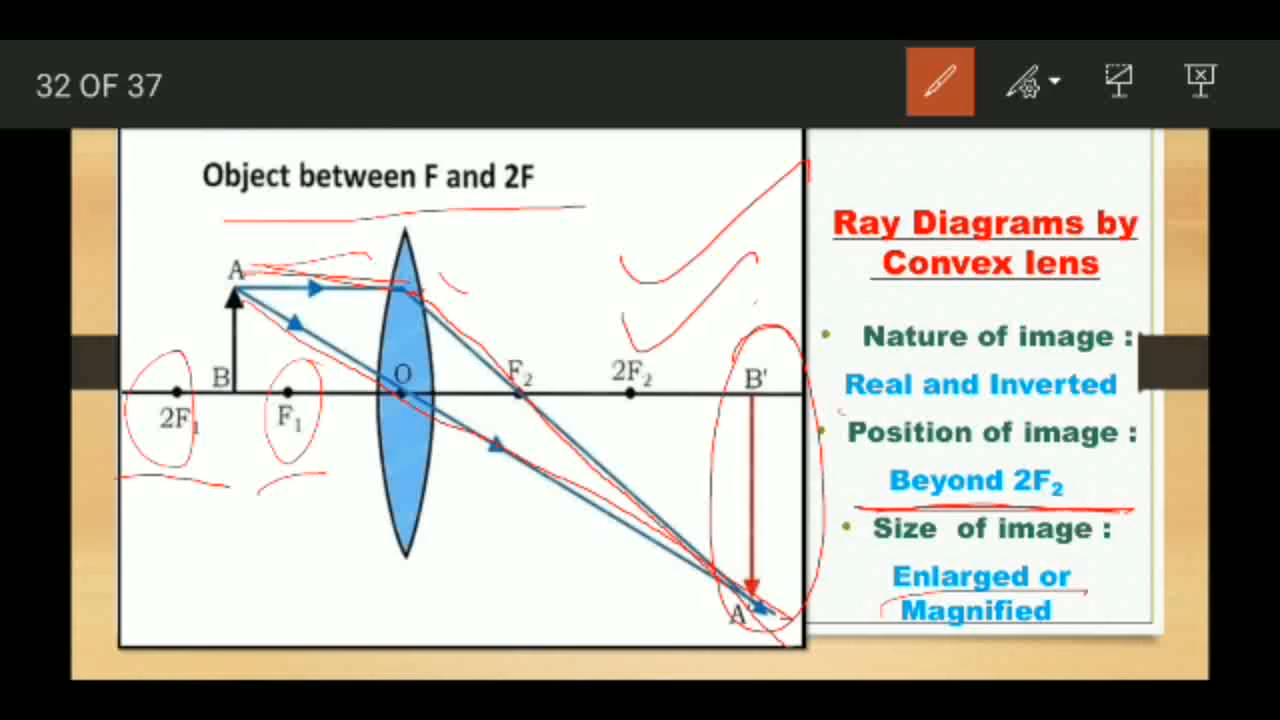 32 OF 37
Object between F and 2F
A
B
O
F₂
2F₂
B'
2F₁
F₁
A'
Ray Diagrams by
Convex lens
• Nature of image :
Real and Inverted
• Position of image :
Beyond 2F₂
• Size of image :
Enlarged or
Magnified